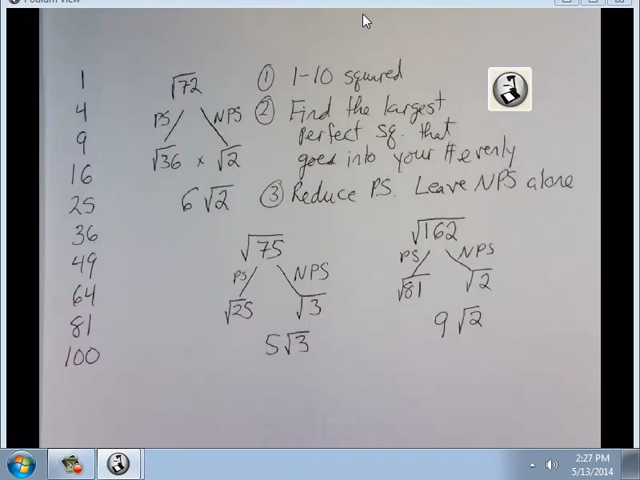 Podium View
1
4
9
16
25
36
49
64
81
100
√72
PS NPS
√36 × √2
6 √2
① 1-10 squared
② Find the largest
perfect sq. that
goes into your # evenly
③ Reduce P.S. Leave NPS alone
√75
PS NPS
√25 √3
5√3
√162
PS NPS
√81 √2
9 √2
2:27 PM
5/13/2014